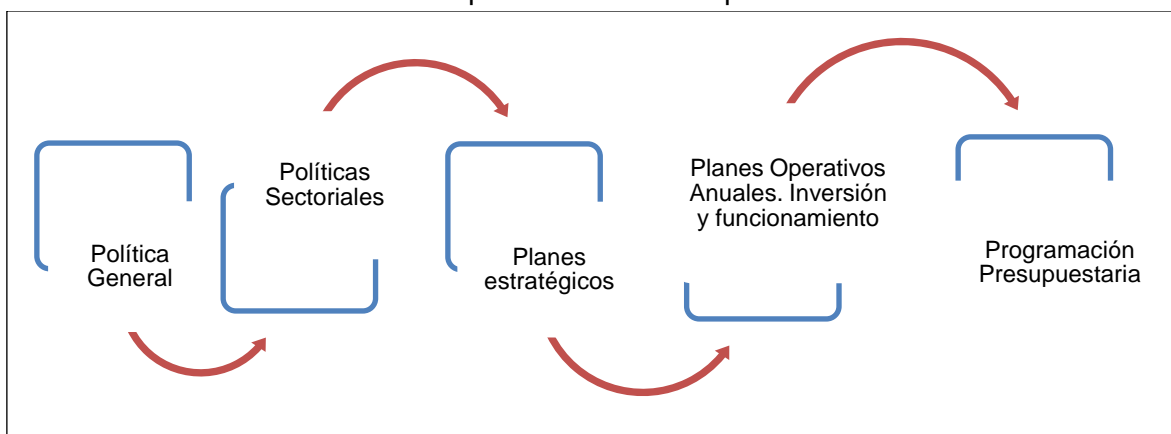 Política
General
Políticas
Sectoriales
Planes
estratégicos
Planes Operativos
Anuales. Inversión
y funcionamiento
Programación
Presupuestaria